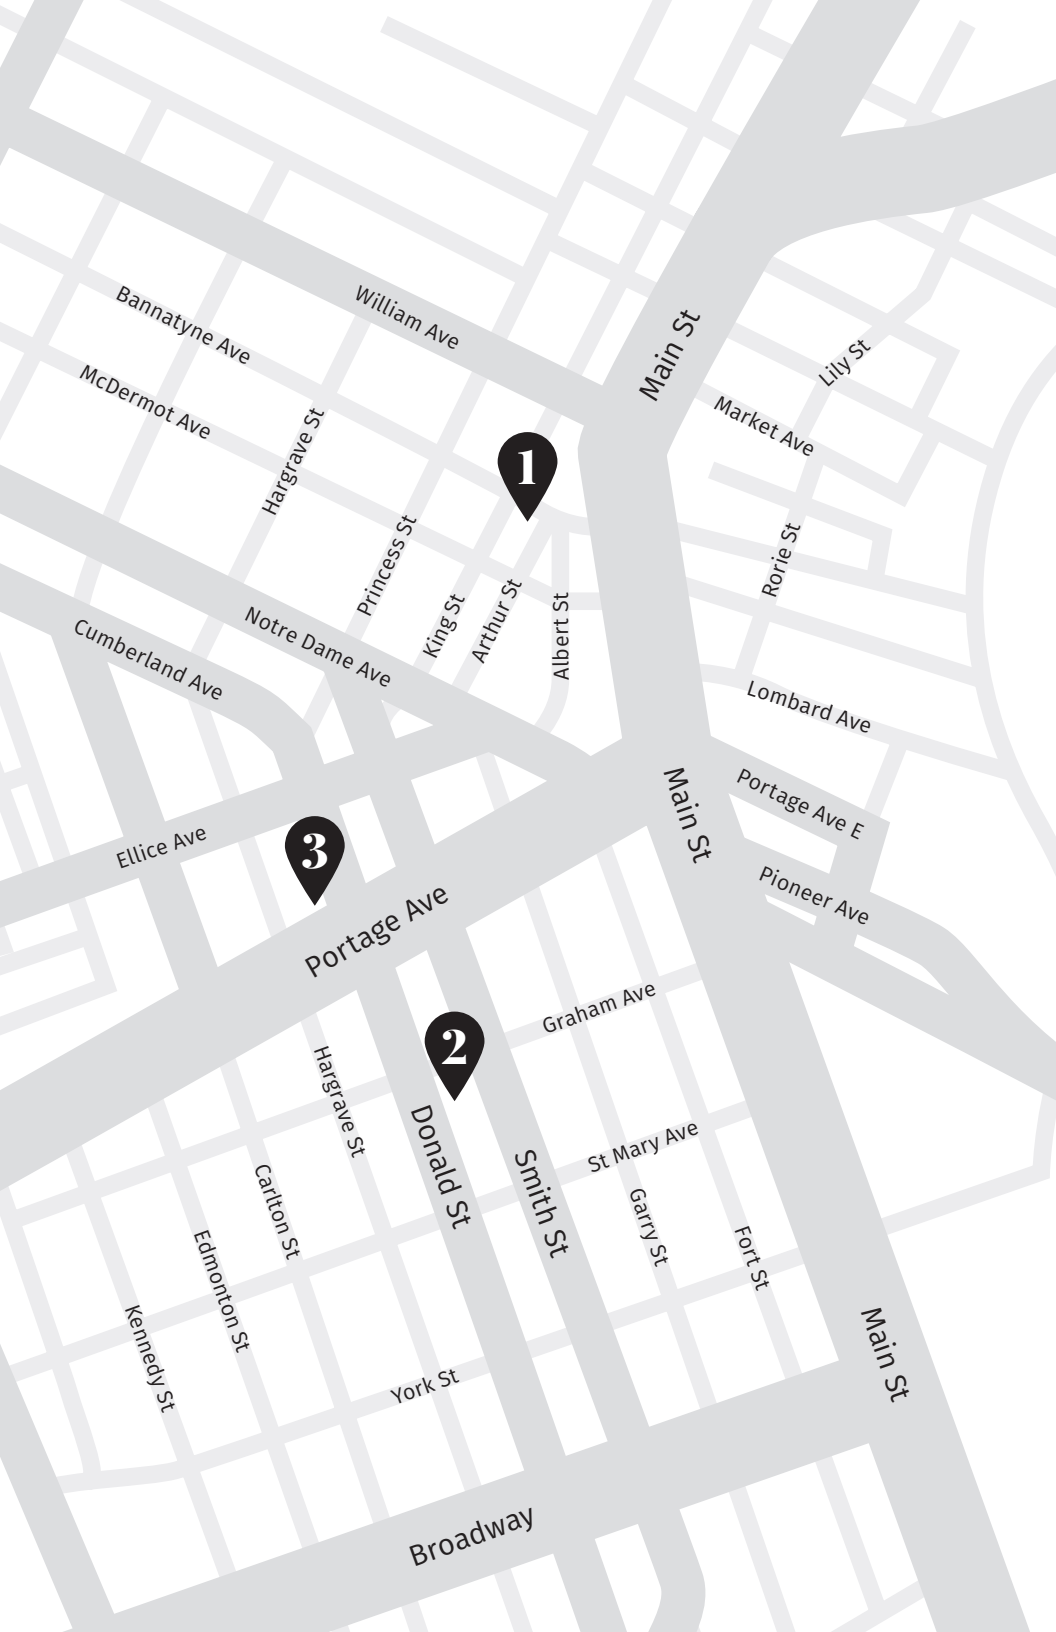 William Ave
Bannatyne Ave
Main St
Lily St
McDermot Ave
Market Ave
Hargrave St
1
Princess St
Rorie St
King St
Arthur St
Albert St
Notre Dame Ave
Cumberland Ave
Lombard Ave
Main St
Portage Ave E
Ellice Ave
3
Pioneer Ave
Portage Ave
Graham Ave
2
Hargrave St
Donald St
St Mary Ave
Smith St
Carlton St
Garry St
Edmonton St
Fort St
Kennedy St
Main St
York St
Broadway